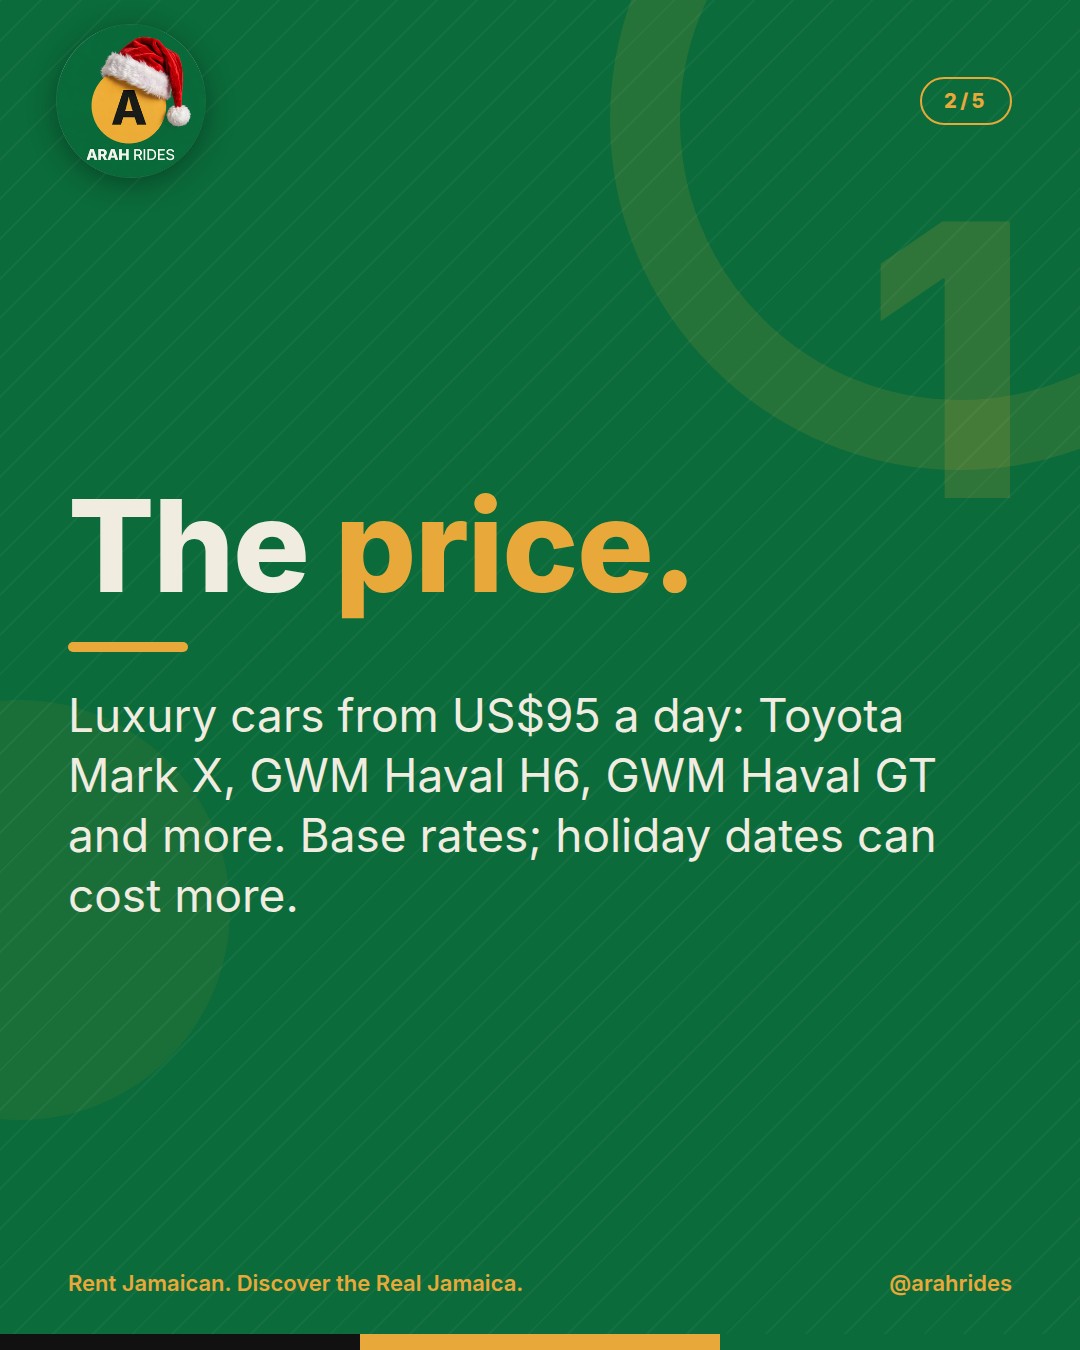 A
ARAH RIDES
2/5
1
The price.
Luxury cars from US$95 a day: Toyota
Mark X, GWM Haval H6, GWM Haval GT
and more. Base rates; holiday dates can
cost more.
Rent Jamaican. Discover the Real Jamaica.
@arahrides